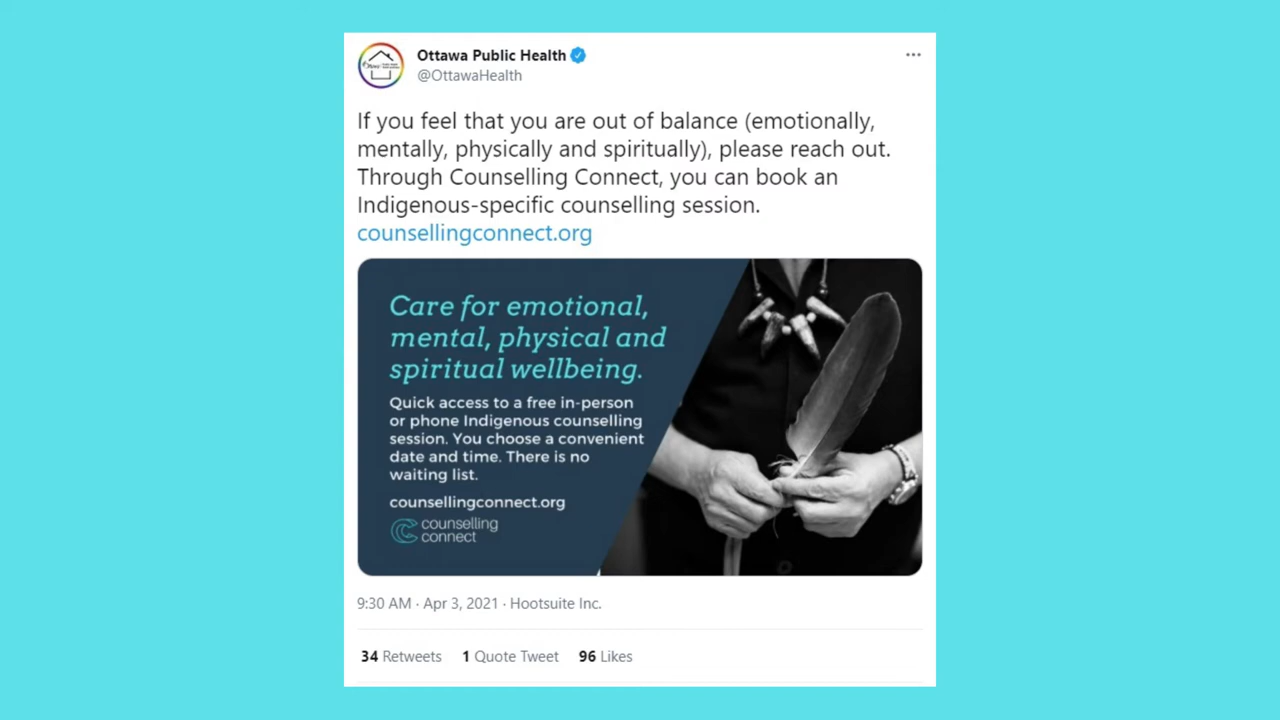 Ottawa Public Health
@OttawaHealth
If you feel that you are out of balance (emotionally,
mentally, physically and spiritually), please reach out.
Through Counselling Connect, you can book an
Indigenous-specific counselling session.
counsellingconnect.org
Care for emotional,
mental, physical and
spiritual wellbeing.
Quick access to a free in-person
or phone Indigenous counselling
session. You choose a convenient
date and time. There is no
waiting list.
counsellingconnect.org
counselling
connect
9:30 AM · Apr 3, 2021 · Hootsuite Inc.
34 Retweets 1 Quote Tweet 96 Likes